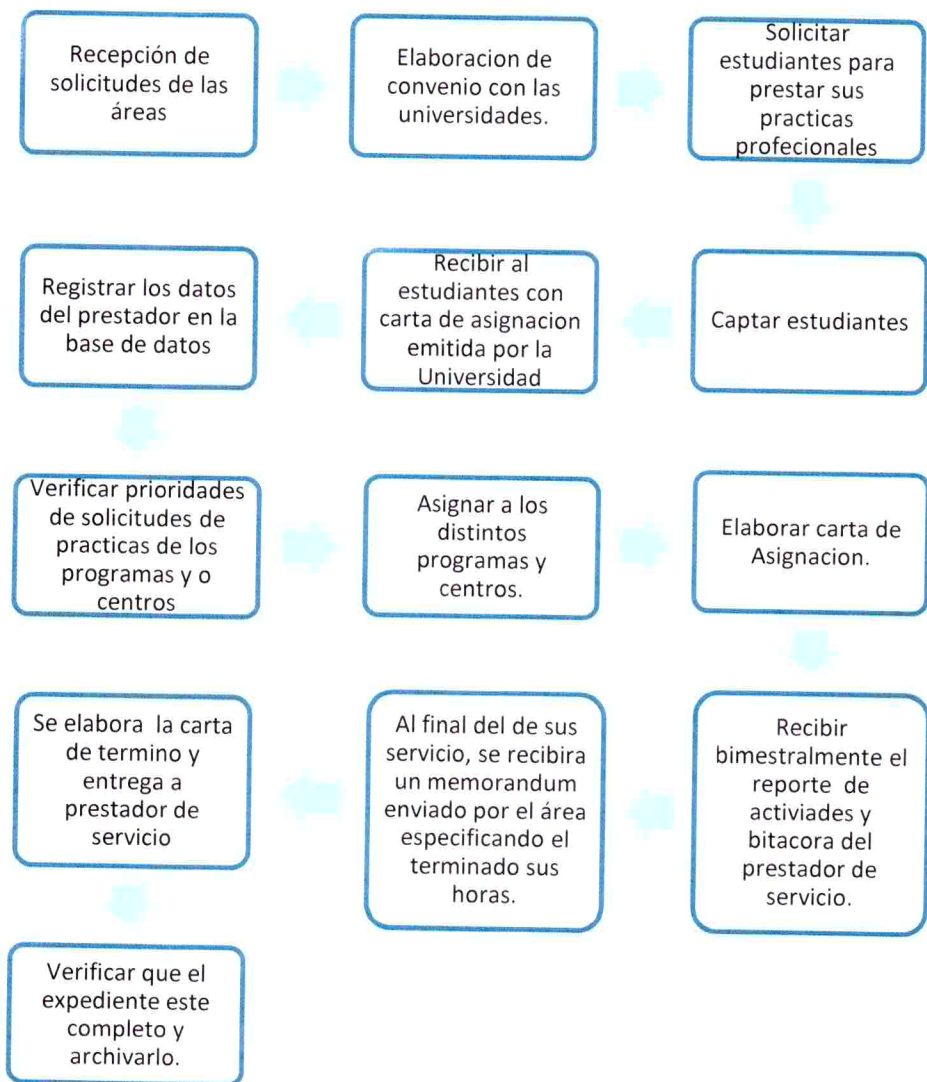 Recepción de
solicitudes de las
áreas
Elaboracion de
convenio con las
universidades.
Solicitar
estudiantes para
prestar sus
practicas
profecionales
Captar estudiantes
Recibir al
estudiantes con
carta de asignacion
emitida por la
Universidad
Registrar los datos
del prestador en la
base de datos
Verificar prioridades
de solicitudes de
practicas de los
programas y o
centros
Asignar a los
distintos
programas y
centros.
Elaborar carta de
Asignacion.
Recibir
bimestralmente el
reporte de
activiades y
bitacora del
prestador de
servicio.
Al final del de sus
servicio, se recibira
un memorandum
enviado por el área
especificando el
terminado sus
horas.
Se elabora la carta
de termino y
entrega a
prestador de
servicio
Verificar que el
expediente este
completo y
archivarlo.